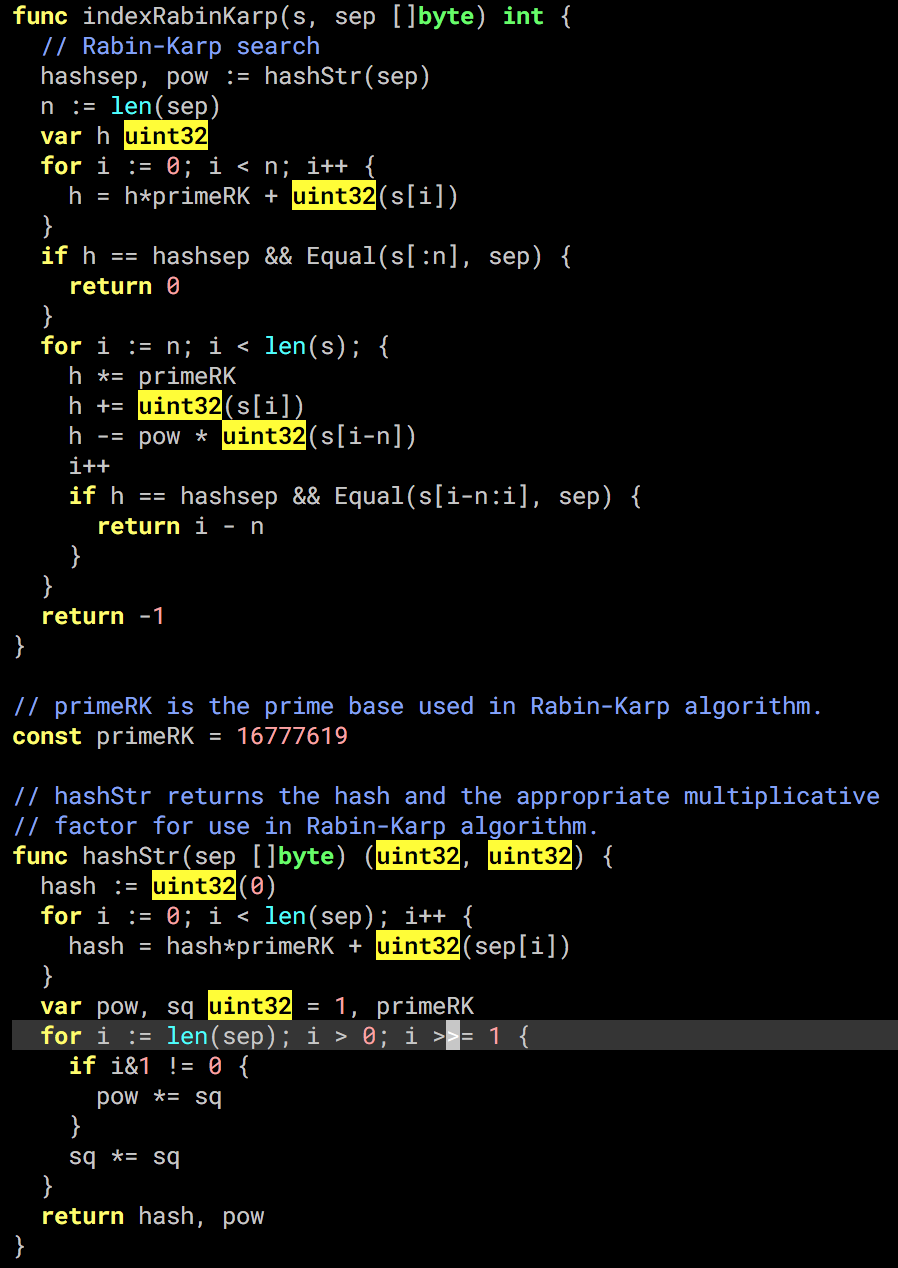 func indexRabinKarp(s, sep []byte) int {
  // Rabin-Karp search
  hashsep, pow := hashStr(sep)
  n := len(sep)
  var h uint32
  for i := 0; i < n; i++ {
    h = h*primeRK + uint32(s[i])
  }
  if h == hashsep && Equal(s[:n], sep) {
    return 0
  }
  for i := n; i < len(s); {
    h *= primeRK
    h += uint32(s[i])
    h -= pow * uint32(s[i-n])
    i++
    if h == hashsep && Equal(s[i-n:i], sep) {
      return i - n
    }
  }
  return -1
}

// primeRK is the prime base used in Rabin-Karp algorithm.
const primeRK = 16777619

// hashStr returns the hash and the appropriate multiplicative
// factor for use in Rabin-Karp algorithm.
func hashStr(sep []byte) (uint32, uint32) {
  hash := uint32(0)
  for i := 0; i < len(sep); i++ {
    hash = hash*primeRK + uint32(sep[i])
  }
  var pow, sq uint32 = 1, primeRK
  for i := len(sep); i > 0; i >>= 1 {
    if i&1 != 0 {
      pow *= sq
    }
    sq *= sq
  }
  return hash, pow
}